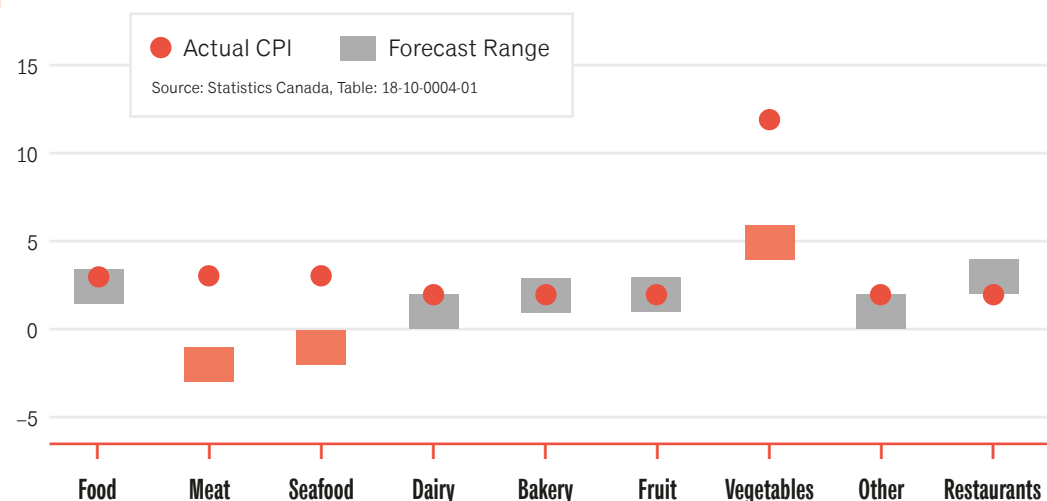 Actual CPI
Forecast Range
Source: Statistics Canada, Table: 18-10-0004-01
15
10
5
0
–5
Food Meat Seafood Dairy Bakery Fruit Vegetables Other Restaurants